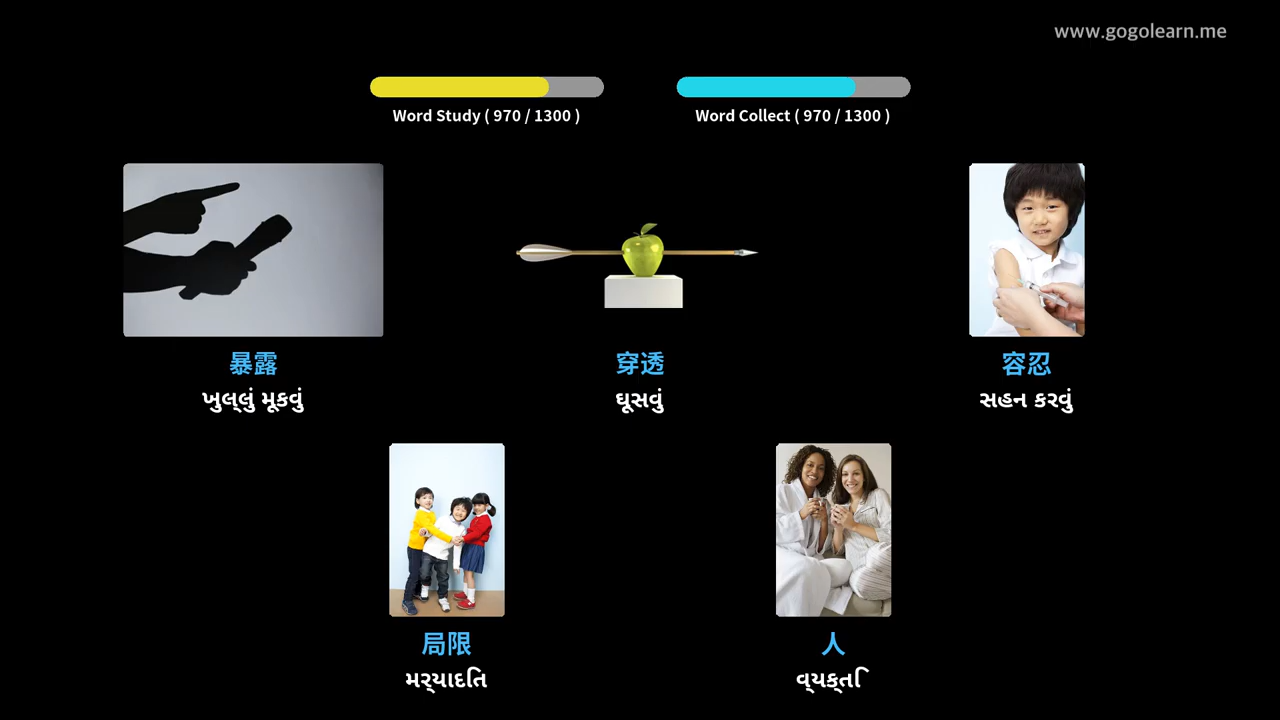 www.gogolearn.me
Word Study ( 970 / 1300 )
Word Collect ( 970 / 1300 )
暴露
ખુલ્લું મૂકવું
穿透
ઘૂસવું
容忍
સહન કરવું
局限
મર્યાદિત
人
વ્યક્તિ